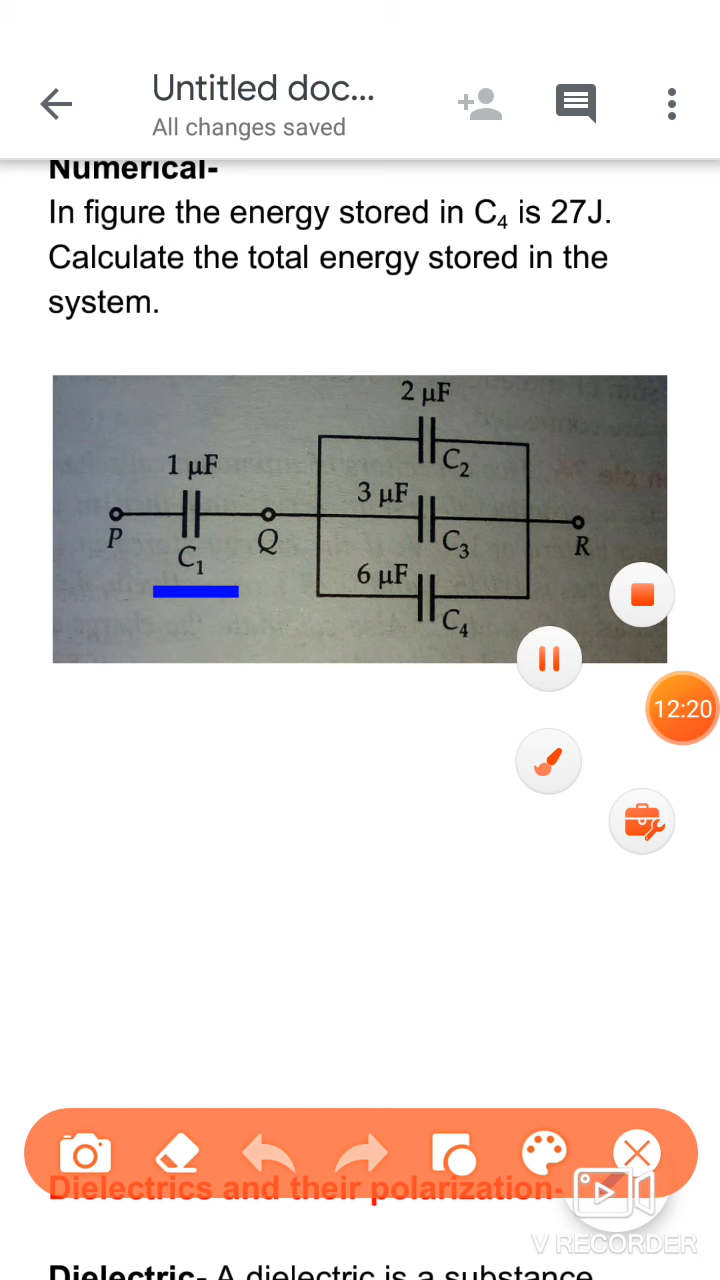 Untitled doc...
All changes saved
Numerical-
In figure the energy stored in C₄ is 27J.
Calculate the total energy stored in the
system.
2 μF
C₂
1 μF
3 μF
P
C₁
Q
C₃
R
6 μF
C₄
12:20
Dielectrics and their polarization-
V RECORDER
Dielectric- A dielectric is a substance